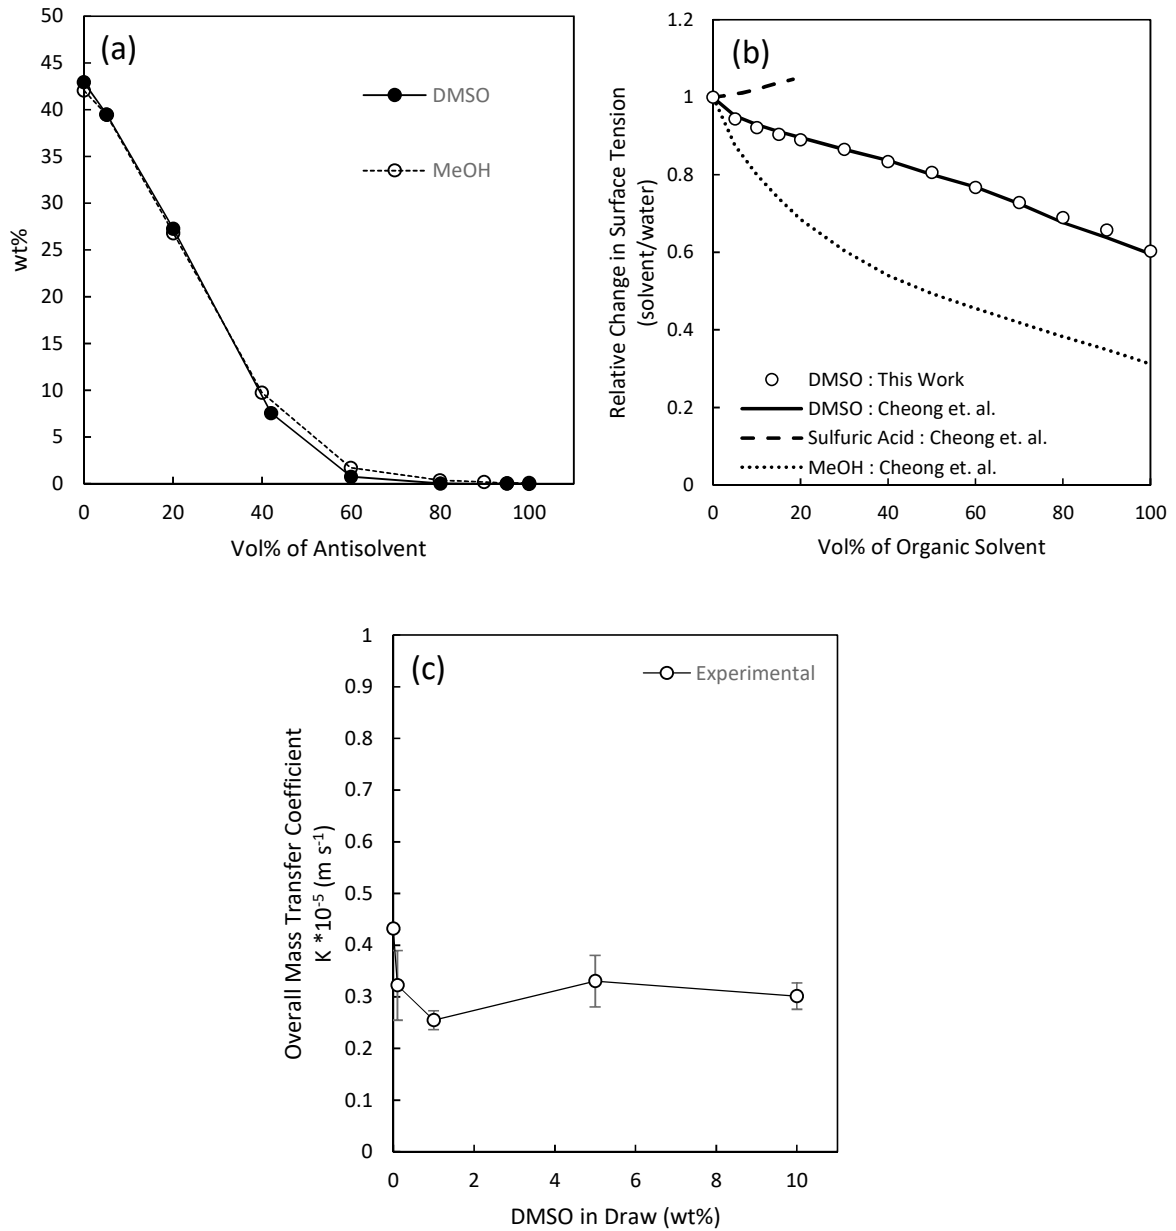 (a)
50
45
40
35
30
25
20
15
10
5
0
wt%
0 20 40 60 80 100
Vol% of Antisolvent
DMSO
MeOH
(b)
1.2
1
0.8
0.6
0.4
0.2
0
Relative Change in Surface Tension
(solvent/water)
DMSO : This Work
DMSO : Cheong et. al.
Sulfuric Acid : Cheong et. al.
MeOH : Cheong et. al.
0 20 40 60 80 100
Vol% of Organic Solvent
(c)
Experimental
1
0.9
0.8
0.7
0.6
0.5
0.4
0.3
0.2
0.1
0
Overall Mass Transfer Coefficient
K *10-5 (m s-1)
0 2 4 6 8 10
DMSO in Draw (wt%)